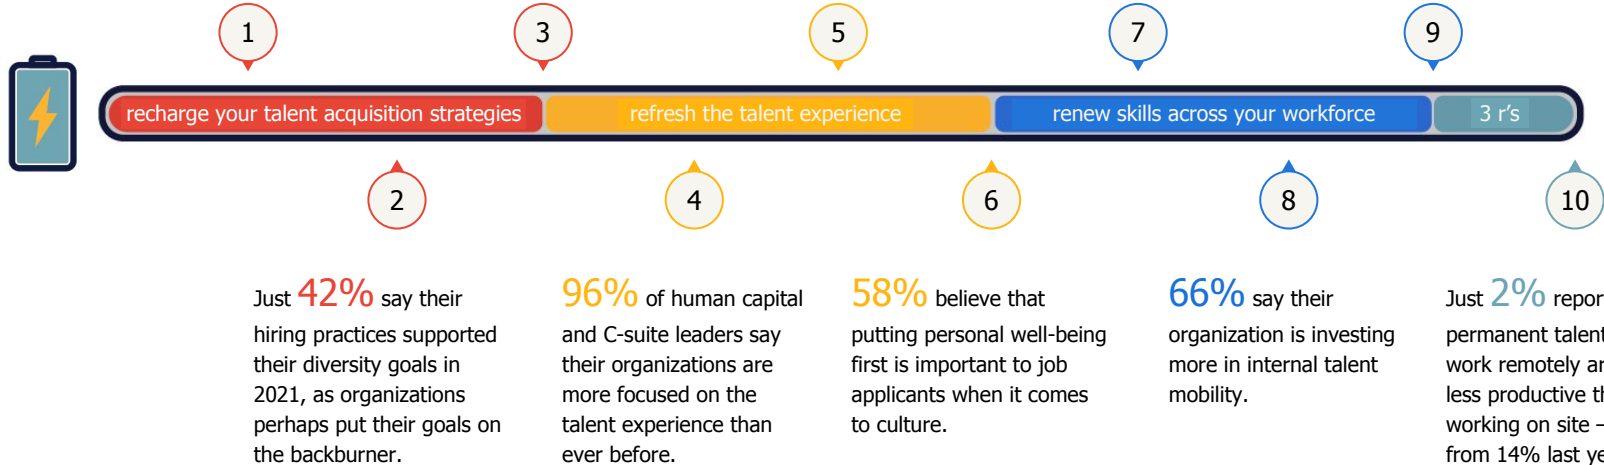 1
3
5
7
9
recharge your talent acquisition strategies
refresh the talent experience
renew skills across your workforce
3 r's
2
4
6
8
10
Just 42% say their
hiring practices supported
their diversity goals in
2021, as organizations
perhaps put their goals on
the backburner.
96% of human capital
and C-suite leaders say
their organizations are
more focused on the
talent experience than
ever before.
58% believe that
putting personal well-being
first is important to job
applicants when it comes
to culture.
66% say their
organization is investing
more in internal talent
mobility.
Just 2%
permanent talent
work remotely
less productive
working on site –
from 14% last